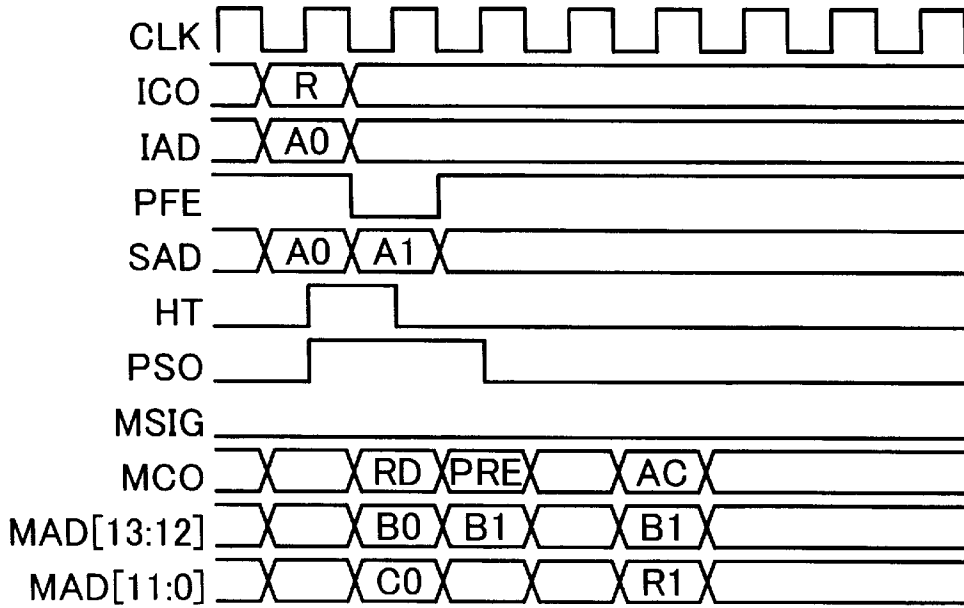 CLK
ICO R
IAD A0
PFE
SAD A0 A1
HT
PSO
MSIG
MCO RD PRE AC
MAD[13:12] B0 B1 B1
MAD[11:0] C0 R1